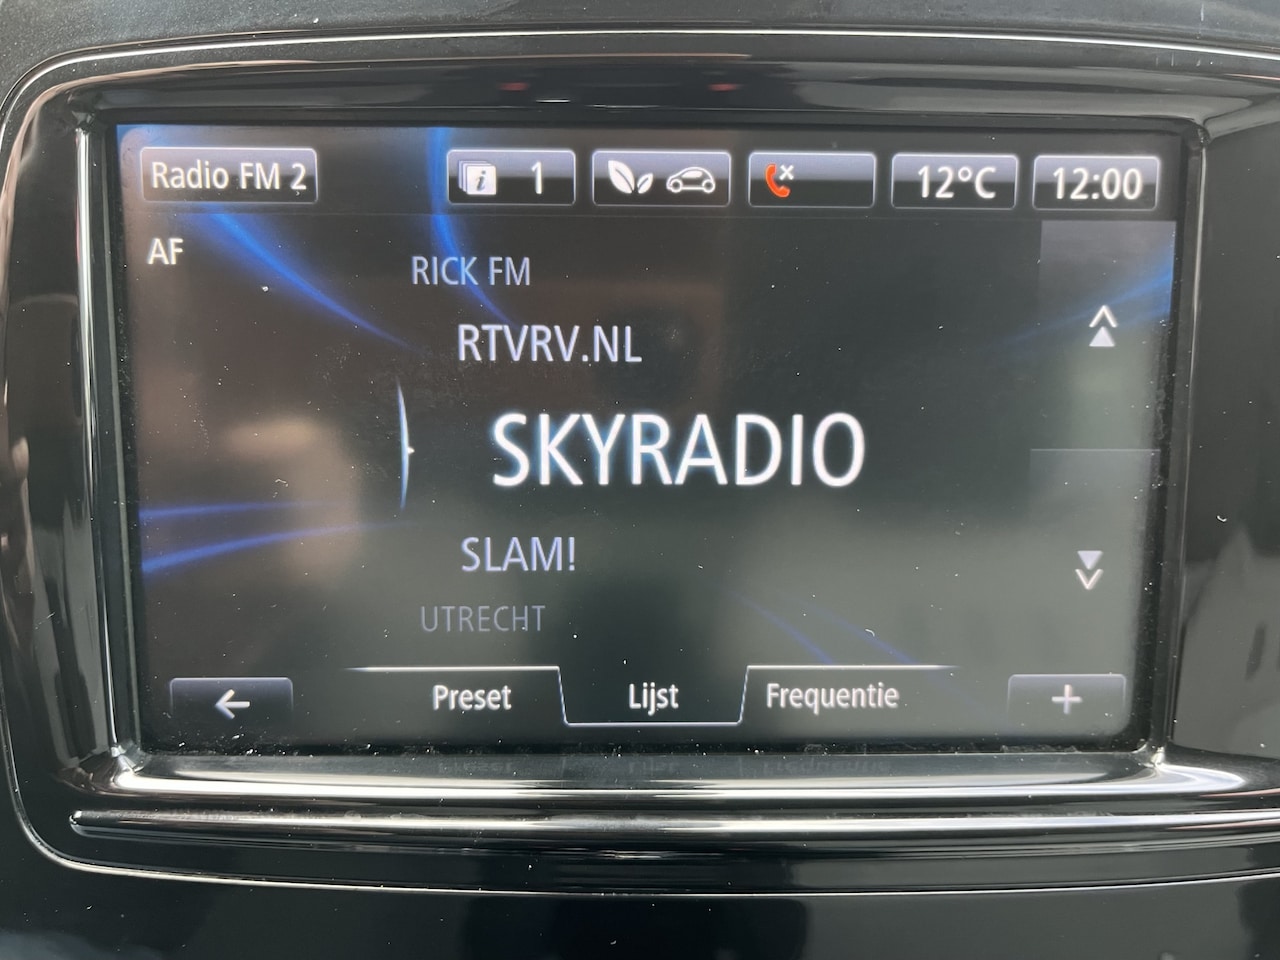 Radio FM 2
i 1
12°C
12:00
AF
RICK FM
RTVRV.NL
SKYRADIO
SLAM!
UTRECHT
Preset
Lijst
Frequentie